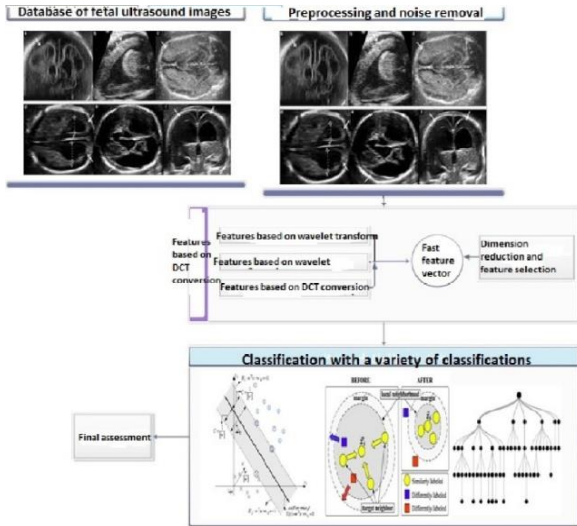 Database of fetal ultrasound images
Preprocessing and noise removal
Features
based on
DCT
conversion
Features based on wavelet transform
Features based on wavelet
Features based on DCT conversion
Fast
feature
vector
Dimension
reduction and
feature selection
Classification with a variety of classifications
Final assessment
BEFORE
margin
local neighborhood
AFTER
margin
Similarly labeled
Differently labeled
Differently labeled
target neighbor